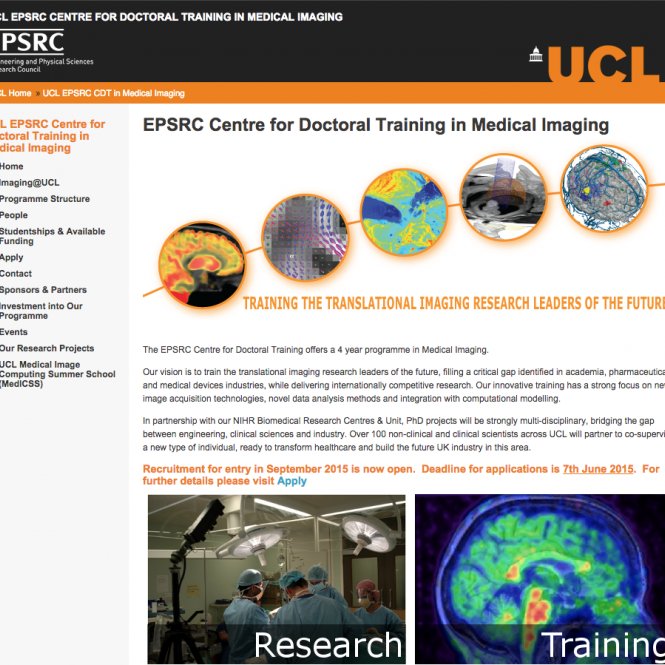 CL EPSRC CENTRE FOR DOCTORAL TRAINING IN MEDICAL IMAGING
EPSRC
gineering and Physical Sciences
search Council
UCL
CL Home » UCL EPSRC CDT in Medical Imaging
L EPSRC Centre for
ctoral Training in
dical Imaging
Home
Imaging@UCL
Programme Structure
People
Studentships & Available
Funding
Apply
Contact
Sponsors & Partners
Investment into Our
Programme
Events
Our Research Projects
UCL Medical Image
Computing Summer School
(MedICSS)
EPSRC Centre for Doctoral Training in Medical Imaging
TRAINING THE TRANSLATIONAL IMAGING RESEARCH LEADERS OF THE FUTURE
The EPSRC Centre for Doctoral Training offers a 4 year programme in Medical Imaging.
Our vision is to train the translational imaging research leaders of the future, filling a critical gap identified in academia, pharmaceutica
and medical devices industries, while delivering internationally competitive research. Our innovative training has a strong focus on new
image acquisition technologies, novel data analysis methods and integration with computational modelling.
In partnership with our NIHR Biomedical Research Centres & Unit, PhD projects will be strongly multi-disciplinary, bridging the gap
between engineering, clinical sciences and industry. Over 100 non-clinical and clinical scientists across UCL will partner to co-supervis
a new type of individual, ready to transform healthcare and build the future UK industry in this area.
Recruitment for entry in September 2015 is now open. Deadline for applications is 7th June 2015. For
further details please visit Apply
Research
Training